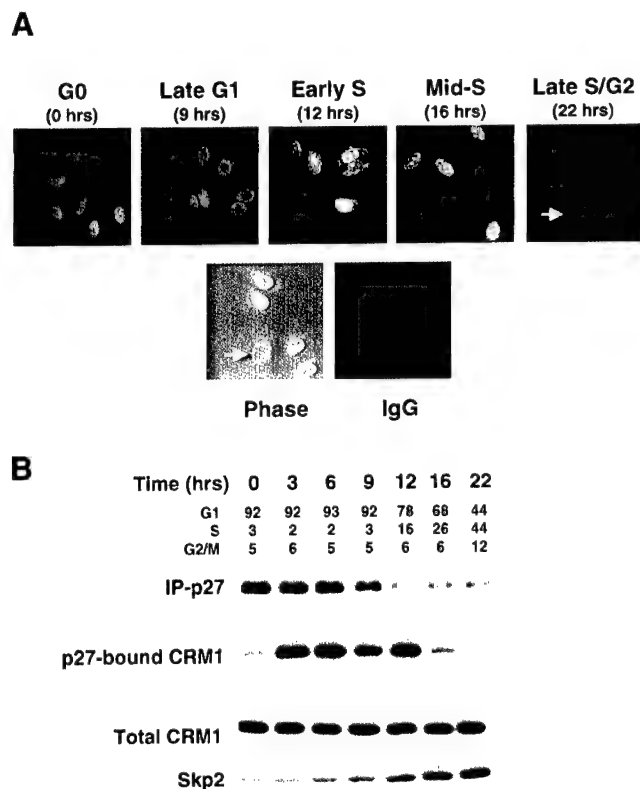 A
G0 Late G1 Early S Mid-S Late S/G2
(0 hrs) (9 hrs) (12 hrs) (16 hrs) (22 hrs)
Phase IgG
B
Time (hrs) 0 3 6 9 12 16 22
G1 92 92 93 92 78 68 44
S 3 2 2 3 16 26 44
G2/M 5 6 5 5 6 6 12
IP-p27
p27-bound CRM1
Total CRM1
Skp2